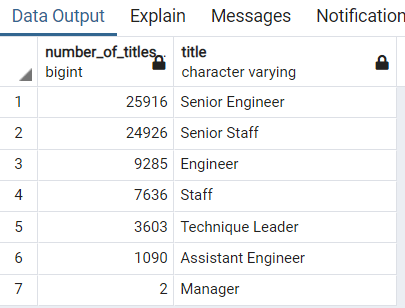 Data Output Explain Messages Notification
number_of_titles.. title
bigint character varying
1 25916 Senior Engineer
2 24926 Senior Staff
3 9285 Engineer
4 7636 Staff
5 3603 Technique Leader
6 1090 Assistant Engineer
7 2 Manager